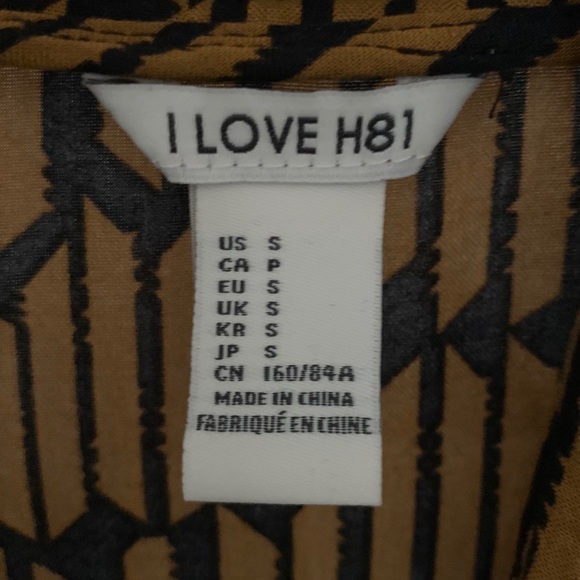 I LOVE H81
US S
CA P
EU S
UK S
KR S
JP S
CN 160/84A
MADE IN CHINA
FABRIQUÉ EN CHINE